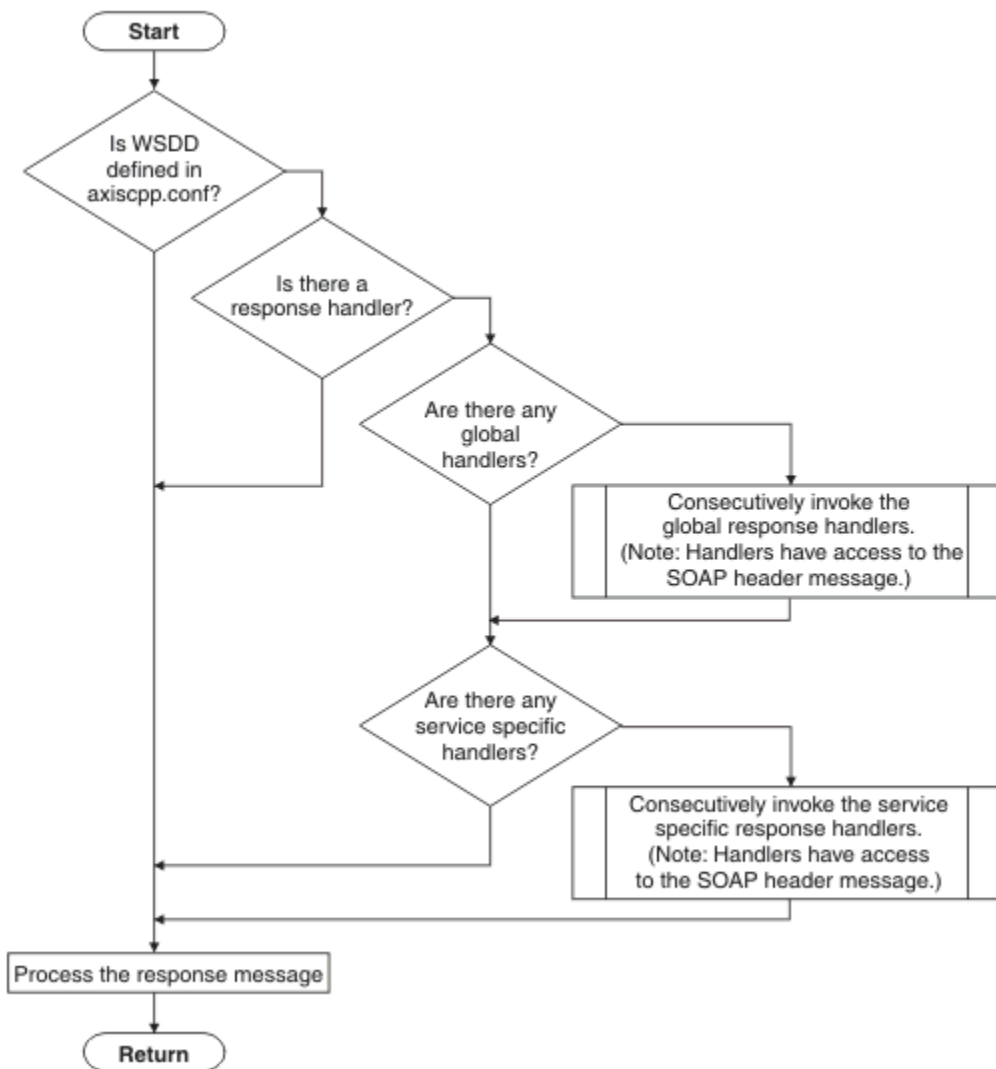 Start
Is WSDD
defined in
axiscpp.conf?
Is there a
response handler?
Are there any
global
handlers?
Consecutively invoke the
global response handlers.
(Note: Handlers have access to the
SOAP header message.)
Are there any
service specific
handlers?
Consecutively invoke the service
specific response handlers.
(Note: Handlers have access
to the SOAP header message.)
Process the response message
Return